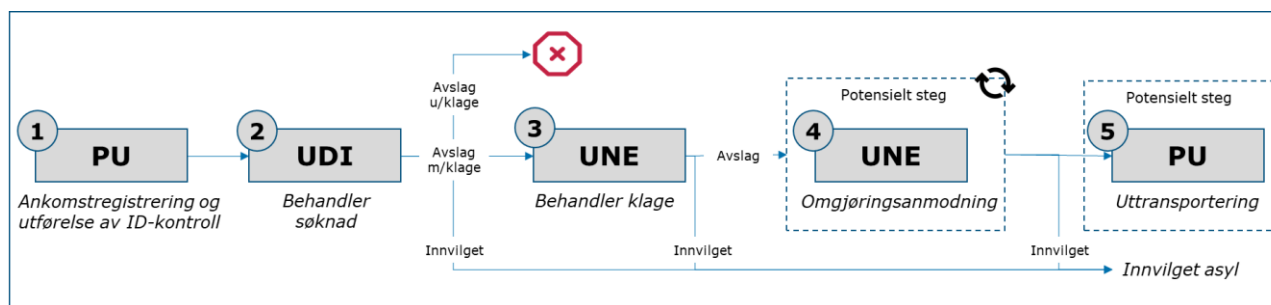 Avslag
u/klage
Potensielt steg
Potensielt steg
1
PU
2
UDI
Avslag
m/klage
3
UNE
Avslag
4
UNE
5
PU
Ankomstregistrering og
utførelse av ID-kontroll
Behandler
søknad
Behandler klage
Omgjøringsanmodning
Uttransportering
Innvilget
Innvilget
Innvilget
Innvilget asyl